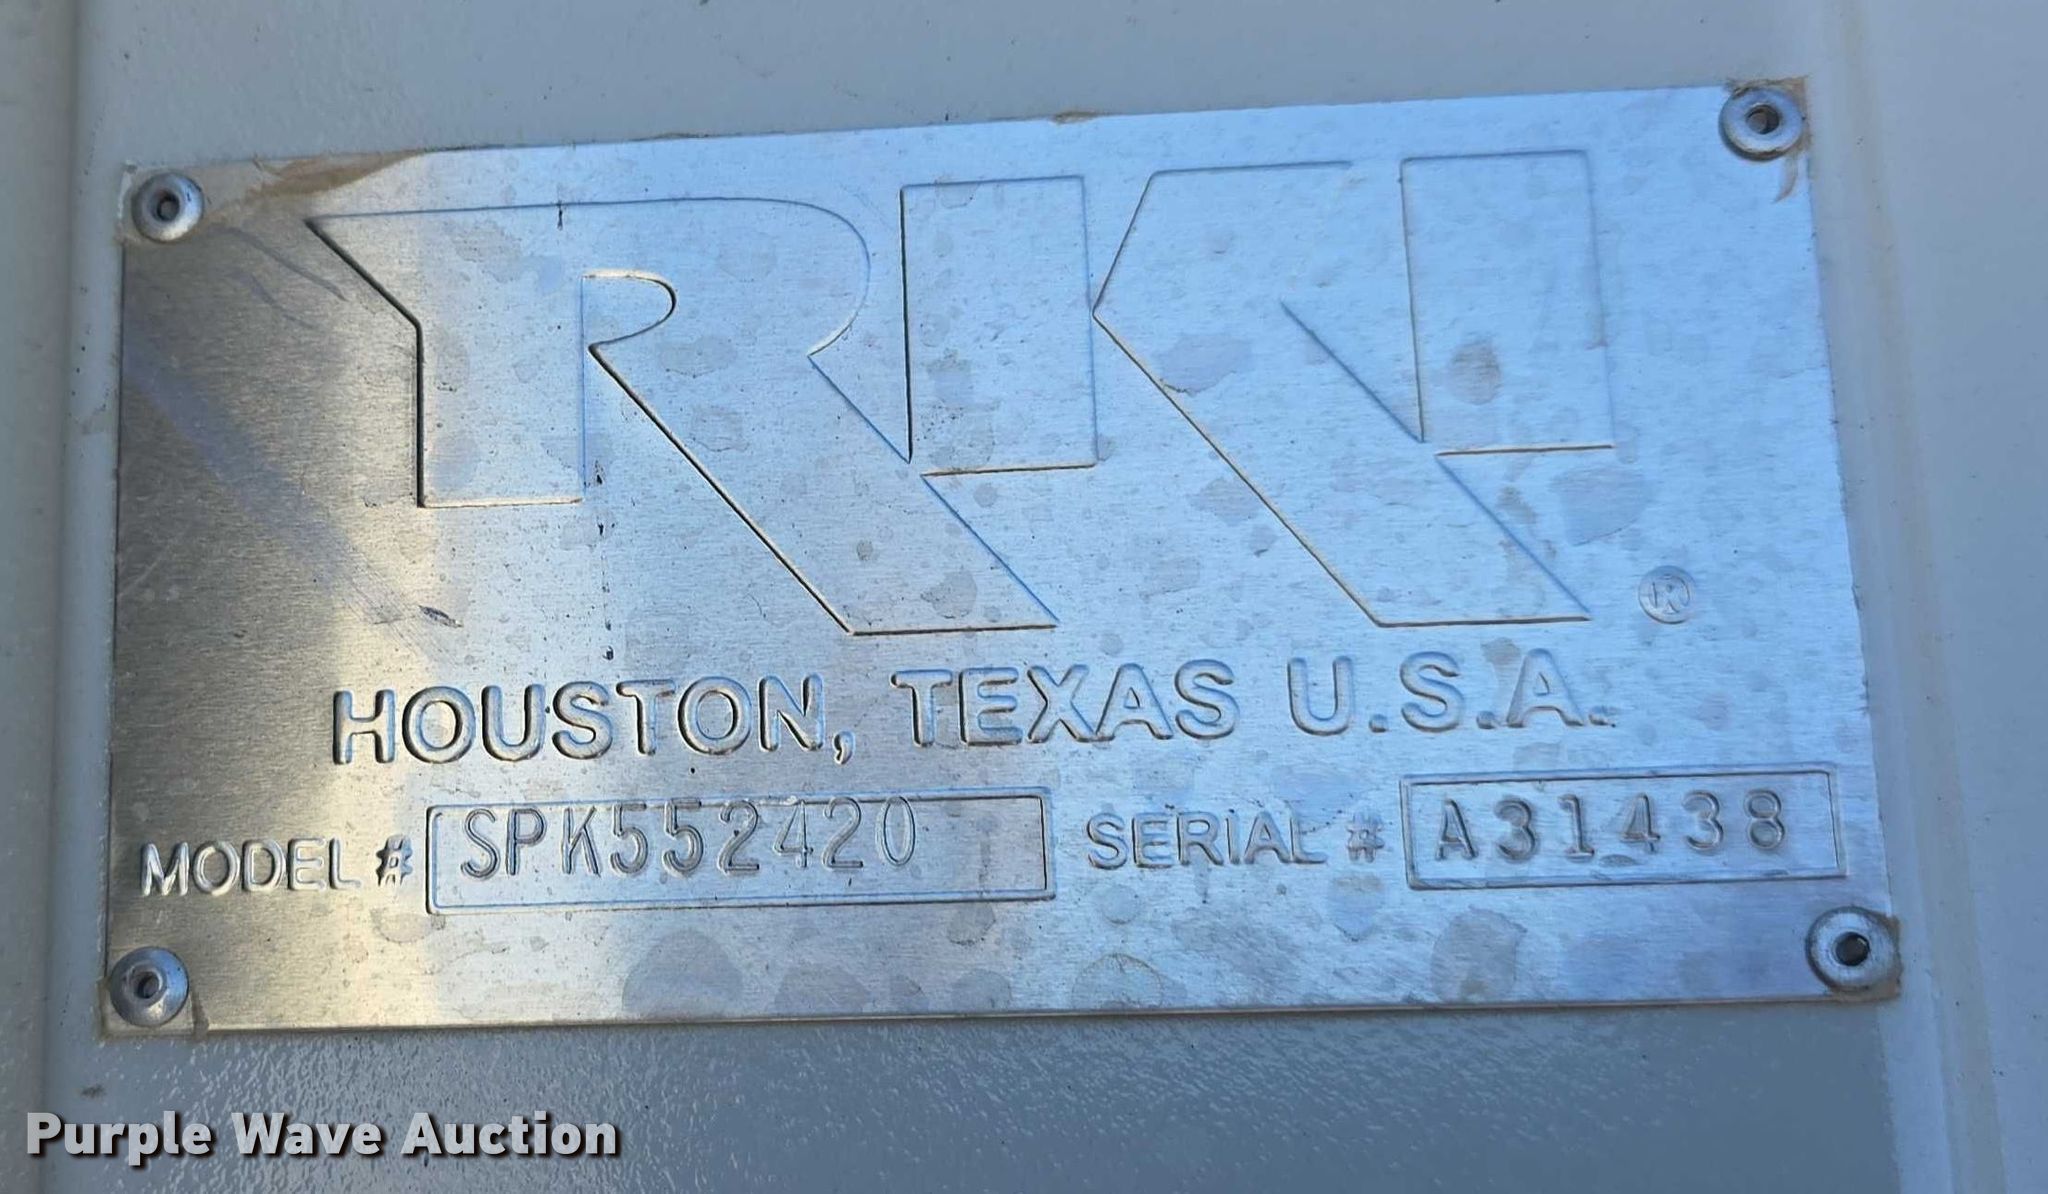 RKI ®
HOUSTON, TEXAS U.S.A.
MODEL # SPK552420 SERIAL # A31438
Purple Wave Auction